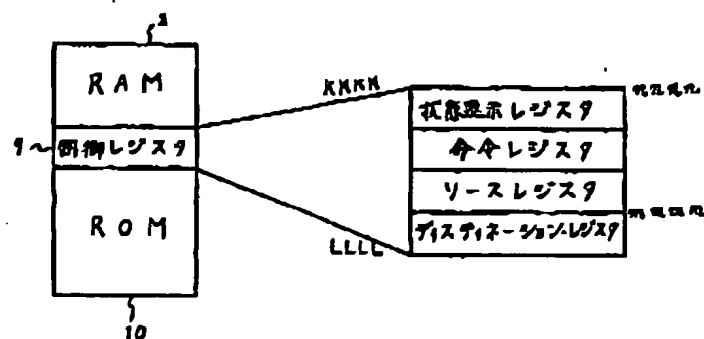 RAM
9
制御レジスタ
ROM
10
KKKK
状態表示レジスタ
命令レジスタ
リースレジスタ
LLLL
ディスティネーション・レジスタ